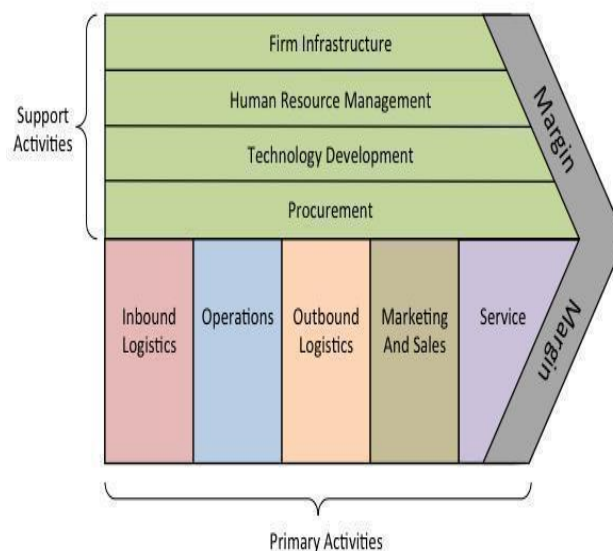 Firm Infrastructure
Human Resource Management
Support
Activities
Technology Development
Procurement
Margin
Inbound
Logistics
Operations
Outbound
Logistics
Marketing
And Sales
Service
Margin
Primary Activities